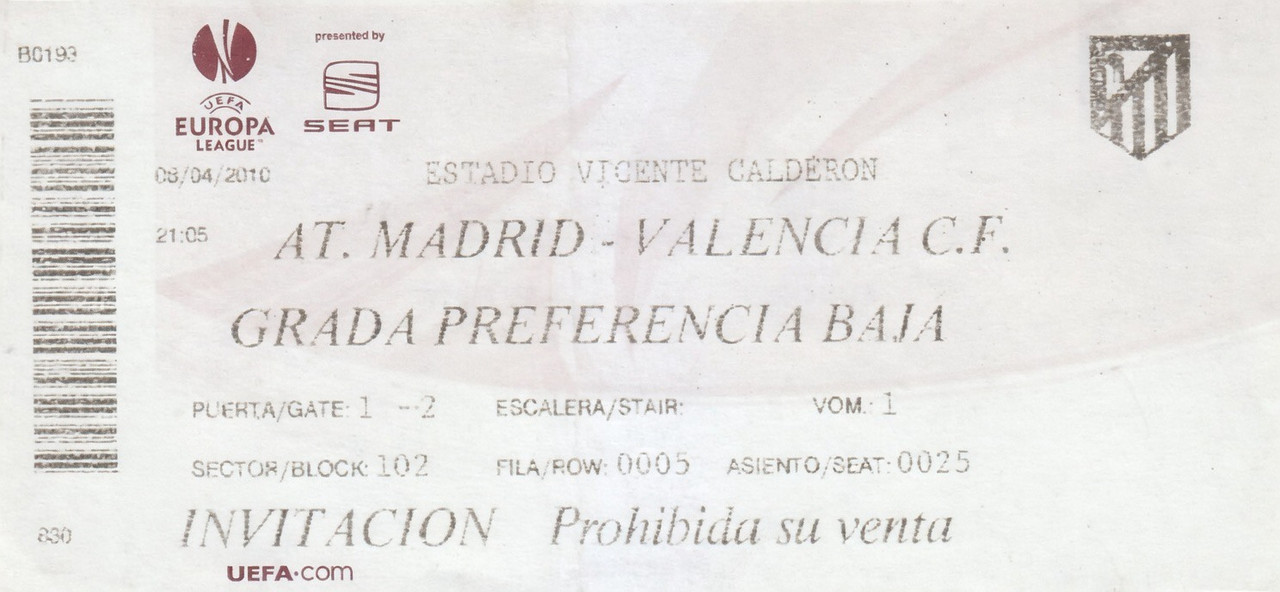 B0193
UEFA
EUROPA
LEAGUE™
presented by
SEAT
08/04/2010 ESTADIO VICENTE CALDERON
21:05 AT. MADRID - VALENCIA C.F.
GRADA PREFERENCIA BAJA
PUERTA/GATE: 1 --2 ESCALERA/STAIR: VOM.: 1
SECTOR/BLOCK: 102 FILA/ROW: 0005 ASIENTO/SEAT: 0025
INVITACION Prohibida su venta
UEFA.com